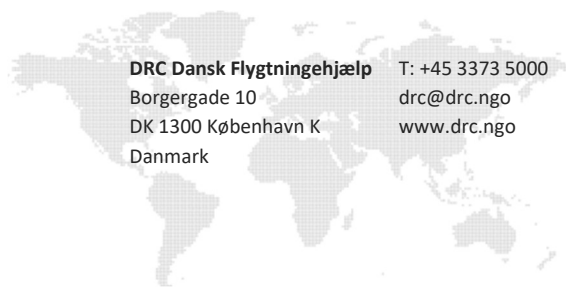 DRC Dansk Flygtningehjælp
Borgergade 10
DK 1300 København K
Danmark
T: +45 3373 5000
drc@drc.ngo
www.drc.ngo